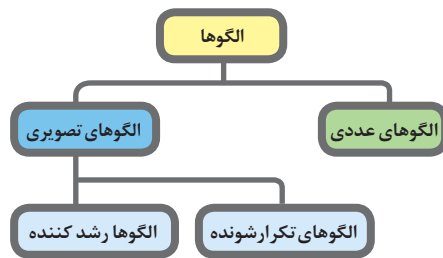 الگوها
الگوهای عددی
الگوهای تصویری
الگوهای تکرارشونده
الگوها رشد کننده